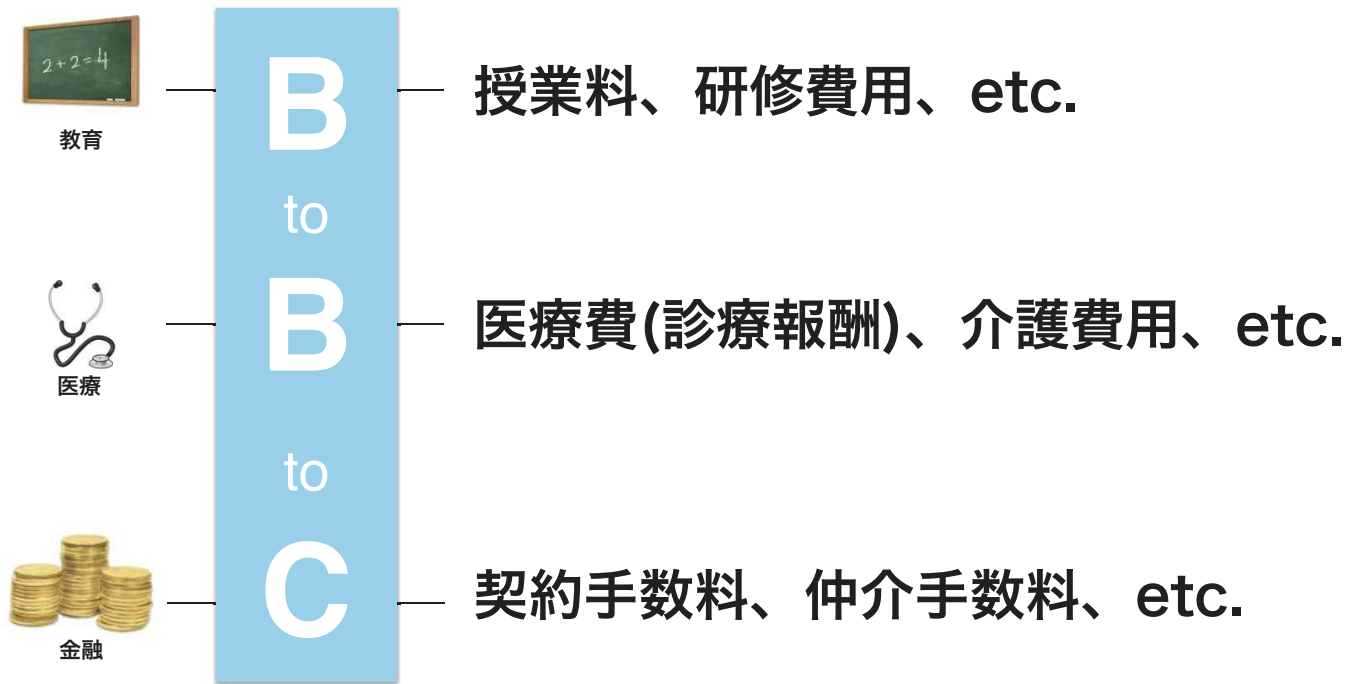 2+2=4
教育
B
授業料、研修費用、etc.
to
医療
B
医療費(診療報酬)、介護費用、etc.
to
金融
C
契約手数料、仲介手数料、etc.